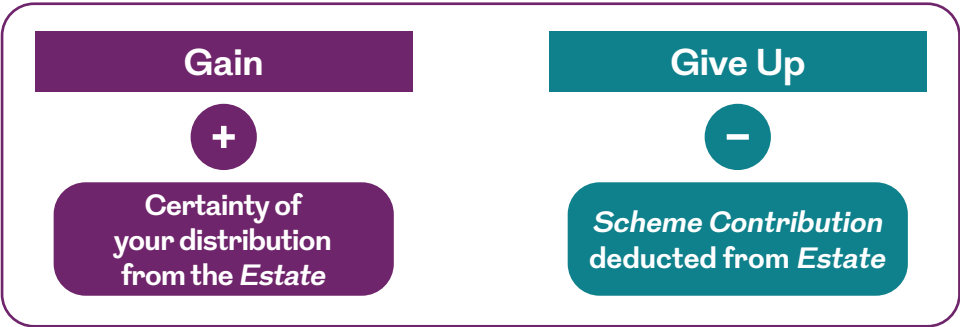 Gain
+
Certainty of
your distribution
from the Estate
Give Up
−
Scheme Contribution
deducted from Estate